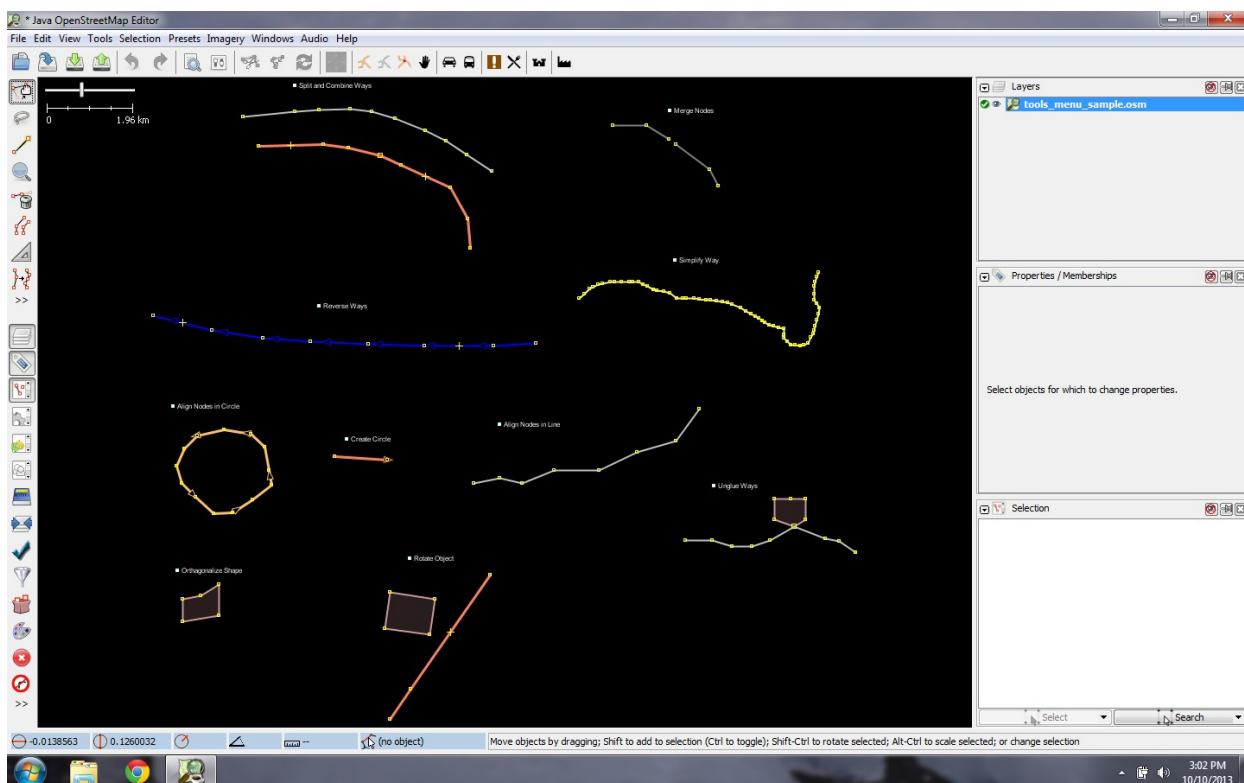 * Java OpenStreetMap Editor
File Edit View Tools Selection Presets Imagery Windows Audio Help
0 1.96 km
Split and Combine Ways
Merge Nodes
Simplify Way
Reverse Ways
Align Nodes in Circle
Create Circle
Align Nodes in Line
Unglue Ways
Orthagonalize Shape
Rotate Object
>>
>>
Layers
tools_menu_sample.osm
Properties / Memberships
Select objects for which to change properties.
Selection
Select Search
-0.0138563 0.1260032 -- (no object) Move objects by dragging; Shift to add to selection (Ctrl to toggle); Shift-Ctrl to rotate selected; Alt-Ctrl to scale selected; or change selection
3:02 PM
10/10/2013